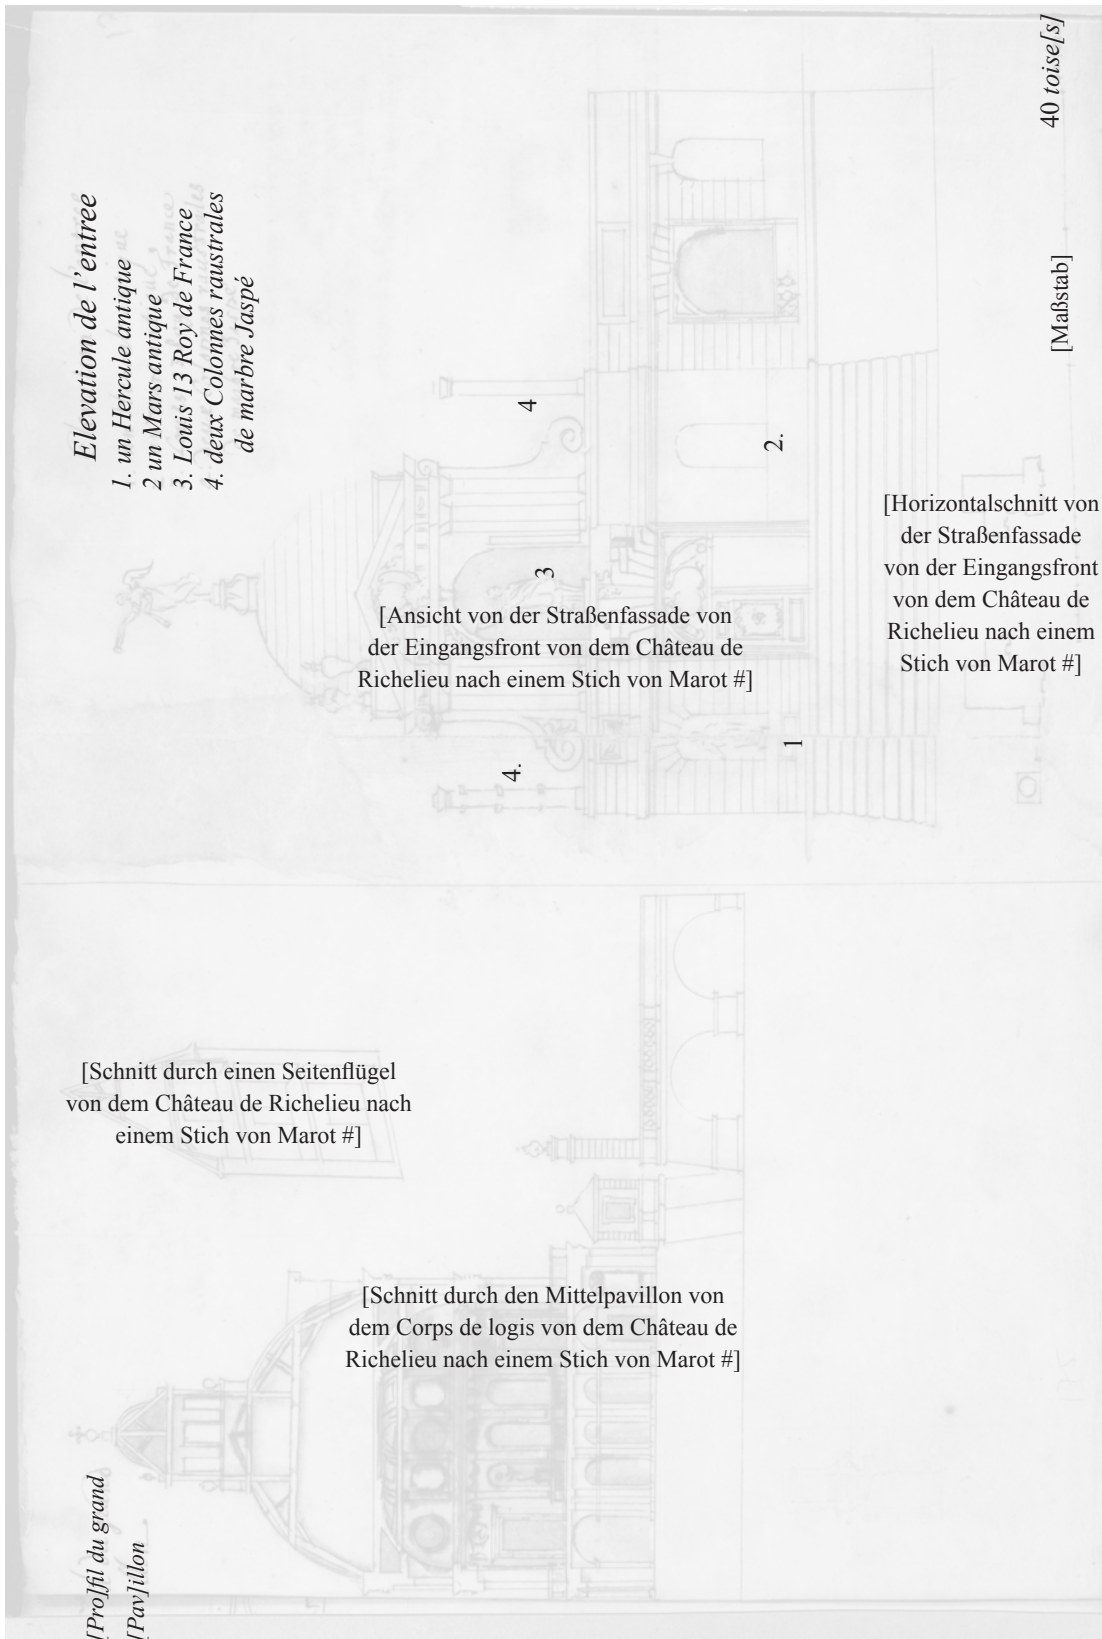 Elevation de l'entree
1. un Hercule antique
2 un Mars antique
3. Louis 13 Roy de France
4. deux Colonnes raustrales
de marbre Jaspé
40 toise[s]
[Maßstab]
4
2.
3
[Ansicht von der Straßenfassade von
der Eingangsfront von dem Château de
Richelieu nach einem Stich von Marot #]
[Horizontalschnitt von
der Straßenfassade
von der Eingangsfront
von dem Château de
Richelieu nach einem
Stich von Marot #]
4.
1
[Schnitt durch einen Seitenflügel
von dem Château de Richelieu nach
einem Stich von Marot #]
[Schnitt durch den Mittelpavillon von
dem Corps de logis von dem Château de
Richelieu nach einem Stich von Marot #]
[Pro]fil du grand
[Pav]illon